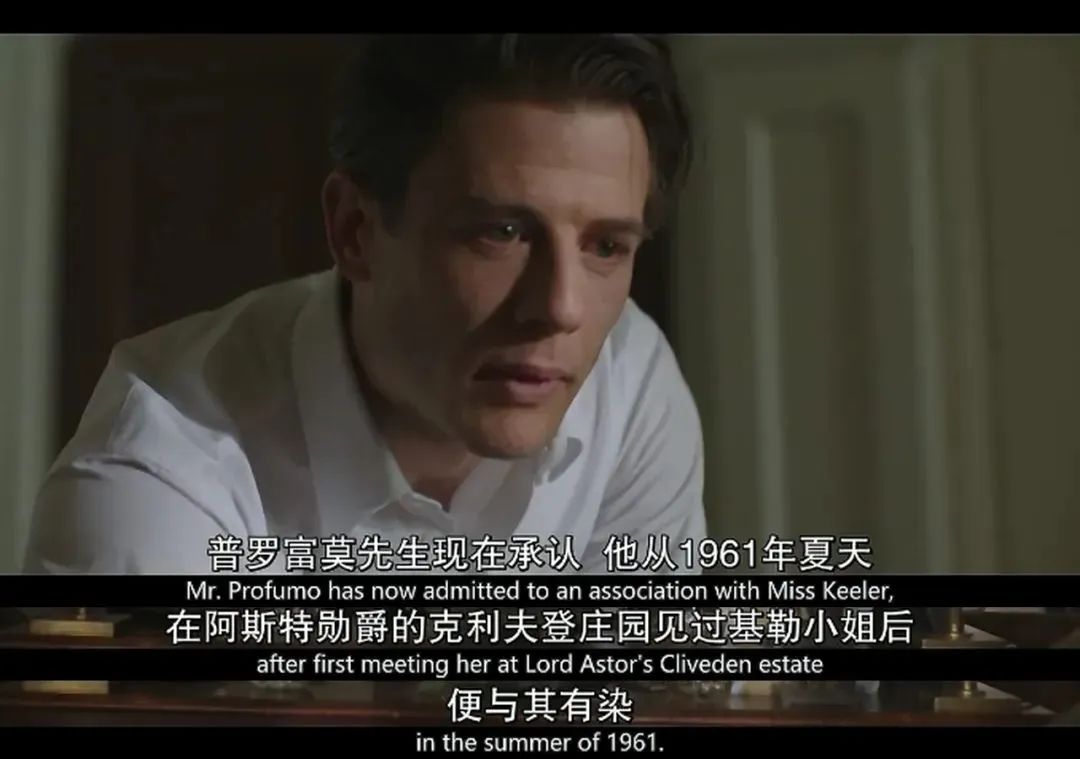 普罗富莫先生现在承认 他从1961年夏天
Mr. Profumo has now admitted to an association with Miss Keeler,
在阿斯特勋爵的克利夫登庄园见过基勒小姐后
after first meeting her at Lord Astor's Cliveden estate
便与其有染
in the summer of 1961.